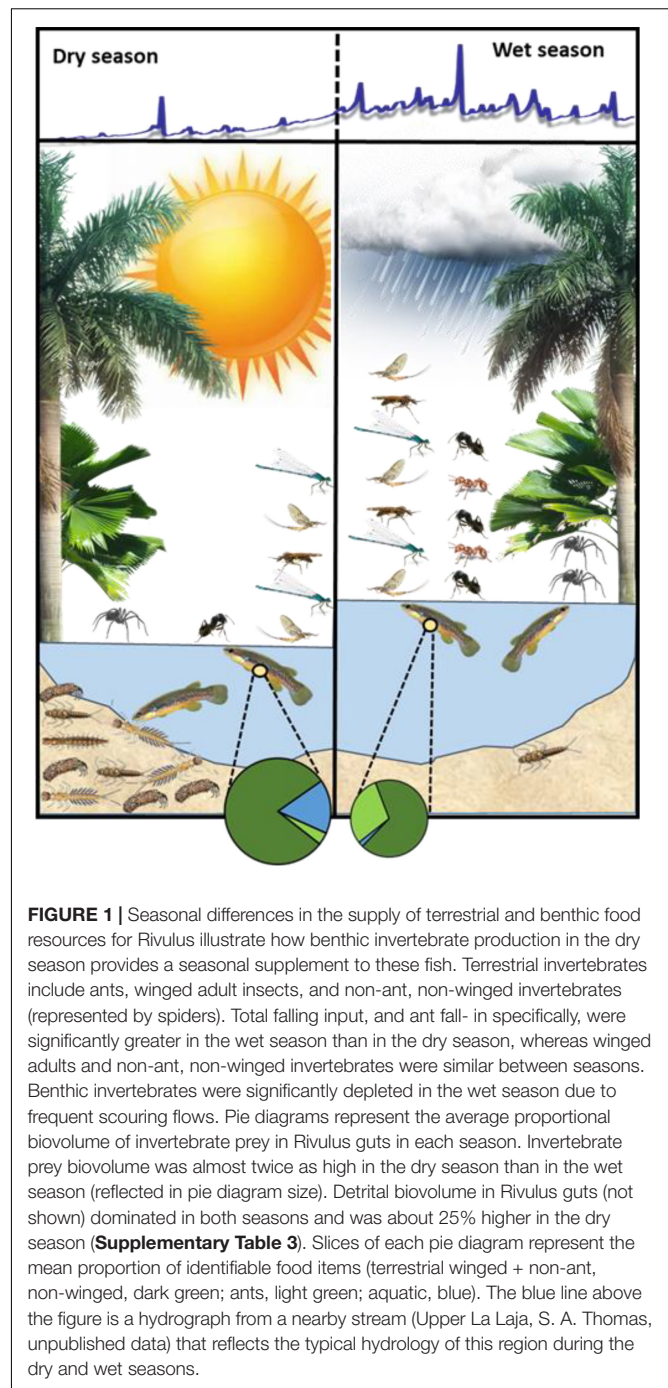 Dry season
Wet season
FIGURE 1 | Seasonal differences in the supply of terrestrial and benthic food
resources for Rivulus illustrate how benthic invertebrate production in the dry
season provides a seasonal supplement to these fish. Terrestrial invertebrates
include ants, winged adult insects, and non-ant, non-winged invertebrates
(represented by spiders). Total falling input, and ant fall- in specifically, were
significantly greater in the wet season than in the dry season, whereas winged
adults and non-ant, non-winged invertebrates were similar between seasons.
Benthic invertebrates were significantly depleted in the wet season due to
frequent scouring flows. Pie diagrams represent the average proportional
biovolume of invertebrate prey in Rivulus guts in each season. Invertebrate
prey biovolume was almost twice as high in the dry season than in the wet
season (reflected in pie diagram size). Detrital biovolume in Rivulus guts (not
shown) dominated in both seasons and was about 25% higher in the dry
season (Supplementary Table 3). Slices of each pie diagram represent the
mean proportion of identifiable food items (terrestrial winged + non-ant,
non-winged, dark green; ants, light green; aquatic, blue). The blue line above
the figure is a hydrograph from a nearby stream (Upper La Laja, S. A. Thomas,
unpublished data) that reflects the typical hydrology of this region during the
dry and wet seasons.